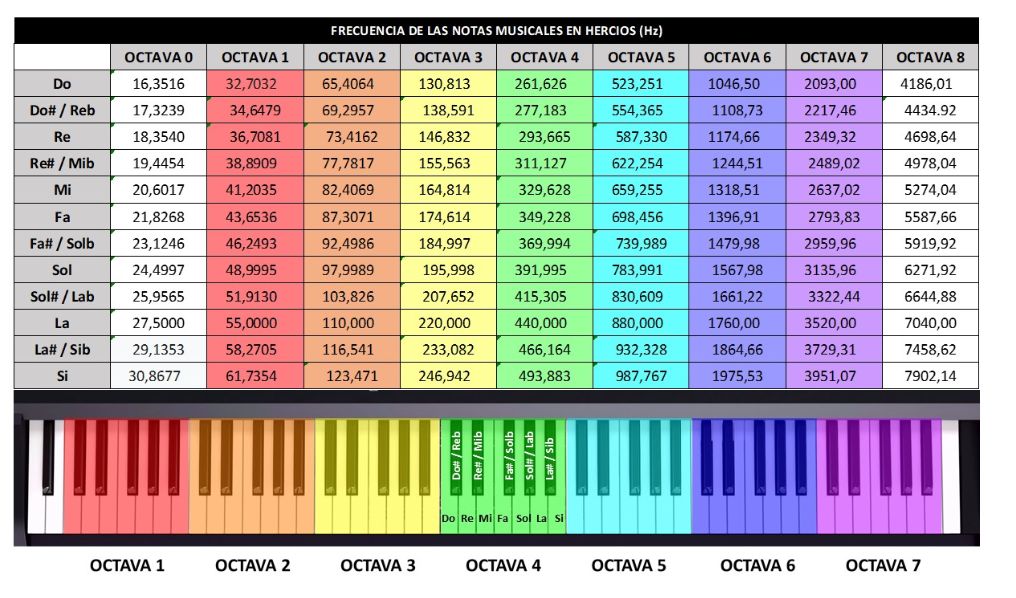 FRECUENCIA DE LAS NOTAS MUSICALES EN HERCIOS (Hz)
OCTAVA 0 OCTAVA 1 OCTAVA 2 OCTAVA 3 OCTAVA 4 OCTAVA 5 OCTAVA 6 OCTAVA 7 OCTAVA 8
Do 16,3516 32,7032 65,4064 130,813 261,626 523,251 1046,50 2093,00 4186,01
Do# / Reb 17,3239 34,6479 69,2957 138,591 277,183 554,365 1108,73 2217,46 4434.92
Re 18,3540 36,7081 73,4162 146,832 293,665 587,330 1174,66 2349,32 4698,64
Re# / Mib 19,4454 38,8909 77,7817 155,563 311,127 622,254 1244,51 2489,02 4978,04
Mi 20,6017 41,2035 82,4069 164,814 329,628 659,255 1318,51 2637,02 5274,04
Fa 21,8268 43,6536 87,3071 174,614 349,228 698,456 1396,91 2793,83 5587,66
Fa# / Solb 23,1246 46,2493 92,4986 184,997 369,994 739,989 1479,98 2959,96 5919,92
Sol 24,4997 48,9995 97,9989 195,998 391,995 783,991 1567,98 3135,96 6271,92
Sol# / Lab 25,9565 51,9130 103,826 207,652 415,305 830,609 1661,22 3322,44 6644,88
La 27,5000 55,0000 110,000 220,000 440,000 880,000 1760,00 3520,00 7040,00
La# / Sib 29,1353 58,2705 116,541 233,082 466,164 932,328 1864,66 3729,31 7458,62
Si 30,8677 61,7354 123,471 246,942 493,883 987,767 1975,53 3951,07 7902,14
Do# / Reb Re# / Mib Fa# / Solb Sol# / Lab La# / Sib
Do Re Mi Fa Sol La Si
OCTAVA 1 OCTAVA 2 OCTAVA 3 OCTAVA 4 OCTAVA 5 OCTAVA 6 OCTAVA 7